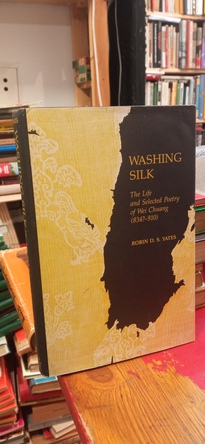 WASHING
SILK
The Life
and Selected Poetry
of Wei Chuang
(834?-910)
ROBIN D. S. YATES